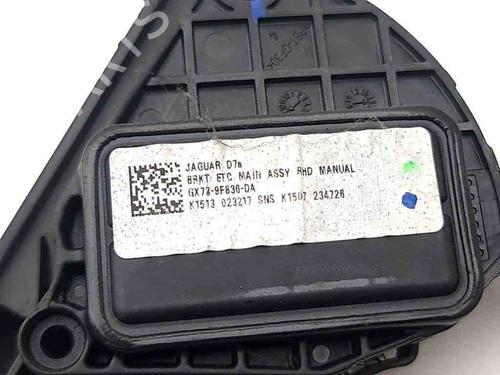 JAGUAR D7a
BRKT ETC MAIN ASSY RHD MANUAL
GX73-9F836-DA
K1513 023217 SNS K1507 234726